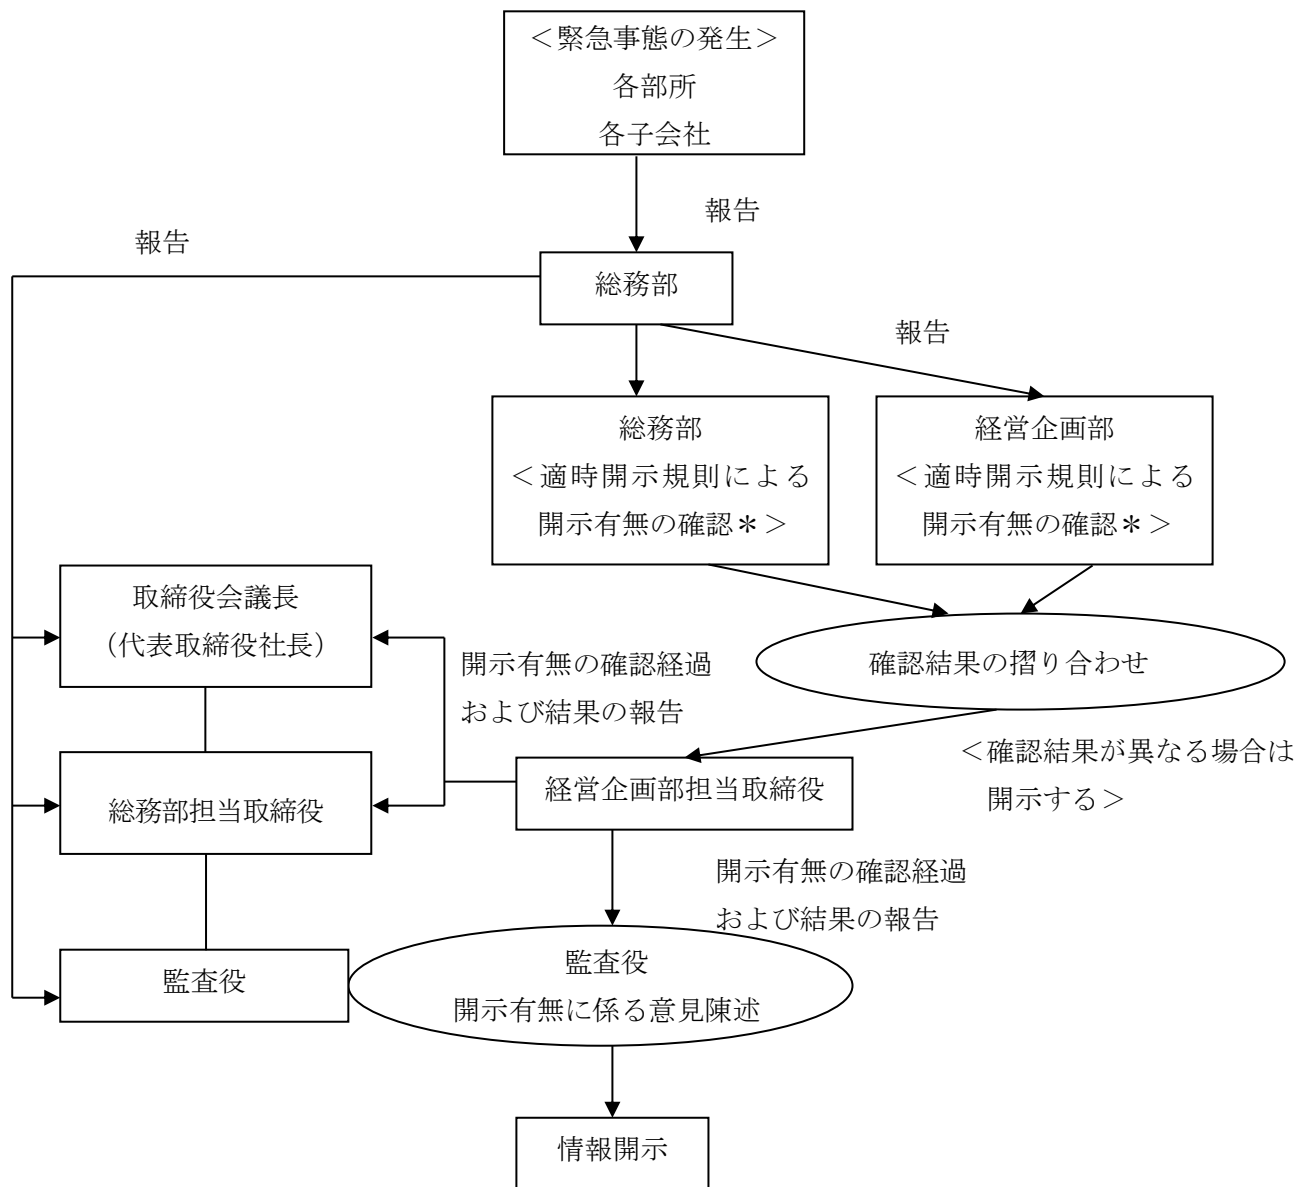 ＜緊急事態の発生＞
各部所
各子会社
報告
報告
総務部
報告
総務部
＜適時開示規則による
開示有無の確認＊＞
経営企画部
＜適時開示規則による
開示有無の確認＊＞
取締役会議長
（代表取締役社長）
開示有無の確認経過
および結果の報告
確認結果の摺り合わせ
＜確認結果が異なる場合は
開示する＞
総務部担当取締役
経営企画部担当取締役
開示有無の確認経過
および結果の報告
監査役
監査役
開示有無に係る意見陳述
情報開示